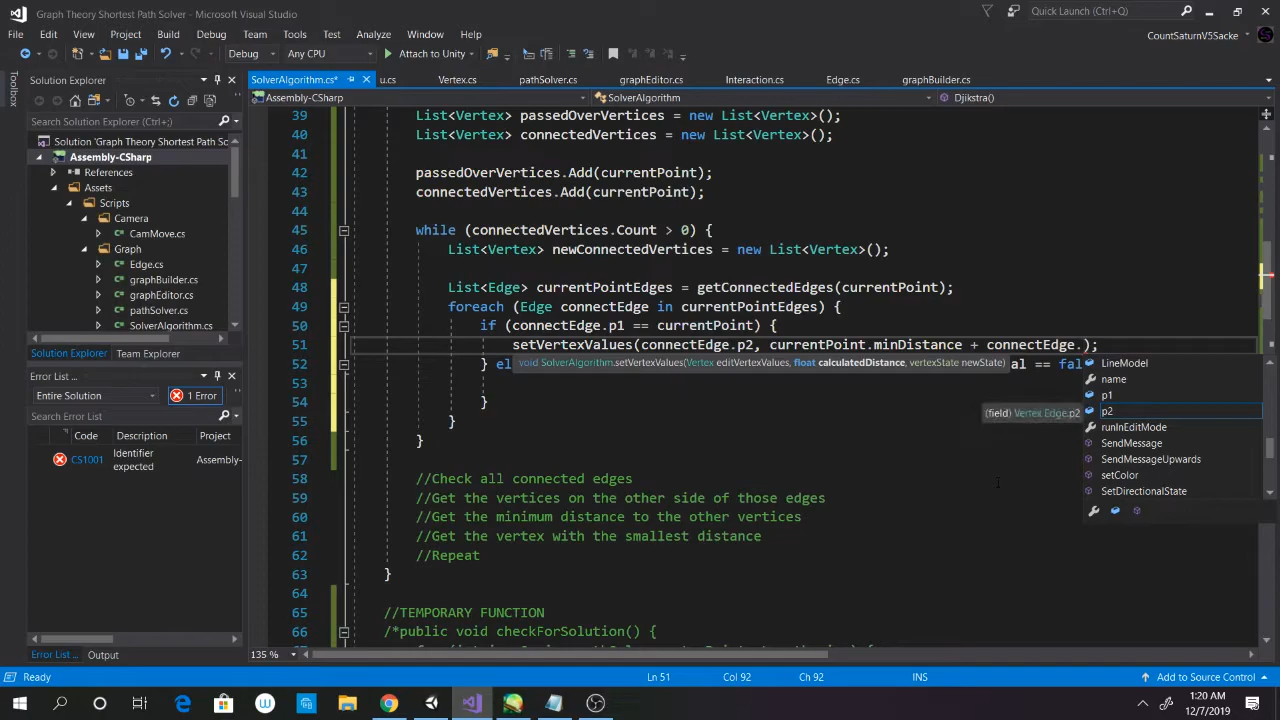 Graph Theory Shortest Path Solver - Microsoft Visual Studio
Quick Launch (Ctrl+Q)
File Edit View Project Build Debug Team Tools Test Analyze Window Help
CountSaturnV5Sacke
Debug Any CPU Attach to Unity
Toolbox
Solution Explorer
Search Solution Explorer (Ctrl+;)
Solution 'Graph Theory Shortest Path Sc
Assembly-CSharp
References
Assets
Scripts
Camera
CamMove.cs
Graph
Edge.cs
graphBuilder.cs
graphEditor.cs
pathSolver.cs
SolverAlgorithm.cs
Solution Explorer Team Explorer
Error List
Entire Solution 1 Error
Search Error List
Code Description Project
CS1001 Identifier expected Assembly-
Error List ... Output
SolverAlgorithm.cs* u.cs Vertex.cs pathSolver.cs graphEditor.cs Interaction.cs Edge.cs graphBuilder.cs
Assembly-CSharp SolverAlgorithm Djikstra()
39 List<Vertex> passedOverVertices = new List<Vertex>();
40 List<Vertex> connectedVertices = new List<Vertex>();
41
42 passedOverVertices.Add(currentPoint);
43 connectedVertices.Add(currentPoint);
44
45 while (connectedVertices.Count > 0) {
46 List<Vertex> newConnectedVertices = new List<Vertex>();
47
48 List<Edge> currentPointEdges = getConnectedEdges(currentPoint);
49 foreach (Edge connectEdge in currentPointEdges) {
50 if (connectEdge.p1 == currentPoint) {
51 setVertexValues(connectEdge.p2, currentPoint.minDistance + connectEdge.);
52 } el al == fal
void SolverAlgorithm.setVertexValues(Vertex editVertexValues, float calculatedDistance, vertexState newState)
53
54 }
55 }
56 }
57
58 //Check all connected edges
59 //Get the vertices on the other side of those edges
60 //Get the minimum distance to the other vertices
61 //Get the vertex with the smallest distance
62 //Repeat
63 }
64
65 //TEMPORARY FUNCTION
66 /*public void checkForSolution() {
LineModel
name
p1
p2
runInEditMode
SendMessage
SendMessageUpwards
setColor
SetDirectionalState
(field) Vertex Edge.p2
135 %
Ready Ln 51 Col 92 Ch 92 INS Add to Source Control
1:20 AM
12/7/2019